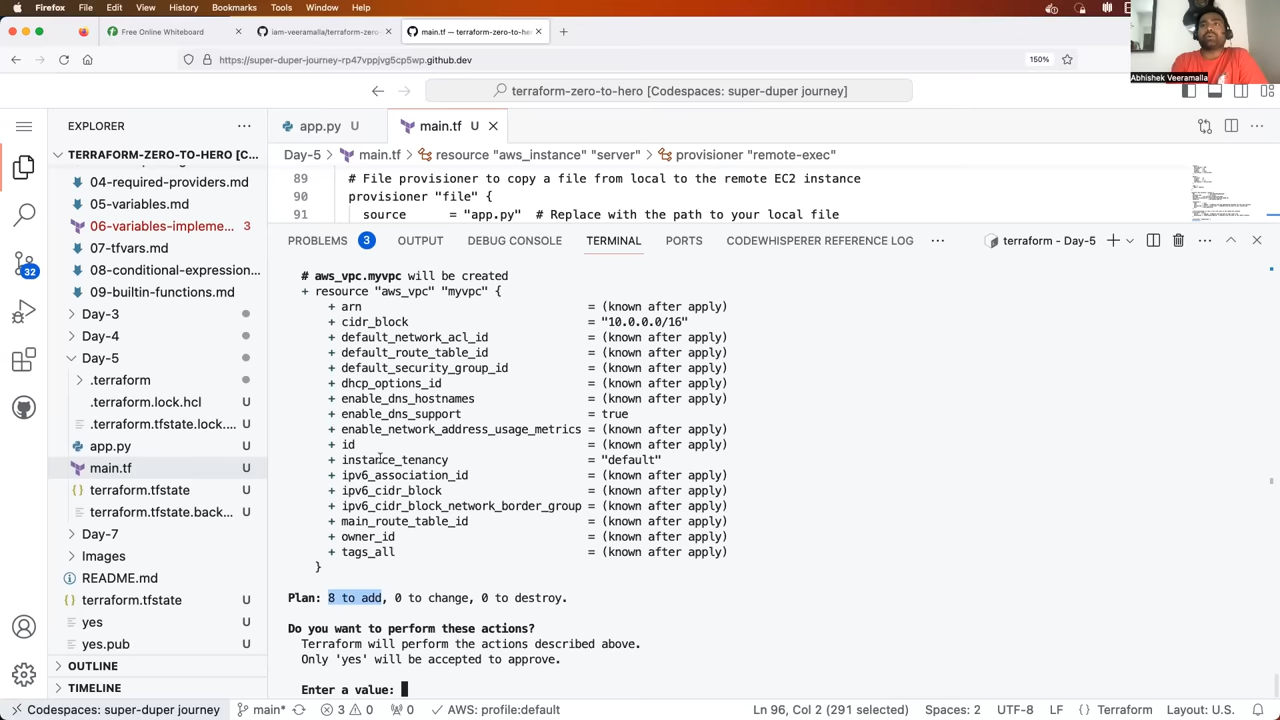 Firefox File Edit View History Bookmarks Tools Window Help
Free Online Whiteboard
iam-veeramalla/terraform-zero-
main.tf — terraform-zero-to-he
https://super-duper-journey-rp47vppjvg5cp5wp.github.dev
150%
Abhishek Veeramalla
terraform-zero-to-hero [Codespaces: super-duper journey]
EXPLORER
app.py U
main.tf U
TERRAFORM-ZERO-TO-HERO [C...
Day-5 > main.tf > resource "aws_instance" "server" > provisioner "remote-exec"
04-required-providers.md
05-variables.md
06-variables-impleme... 3
07-tfvars.md
08-conditional-expression...
09-builtin-functions.md
Day-3
Day-4
Day-5
.terraform
.terraform.lock.hcl U
.terraform.tfstate.lock.... U
app.py U
main.tf U
terraform.tfstate U
terraform.tfstate.back... U
Day-7
Images
README.md U
terraform.tfstate U
yes U
yes.pub U
OUTLINE
TIMELINE
32
89 # File provisioner to copy a file from local to the remote EC2 instance
90 provisioner "file" {
91 source = "app.py" # Replace with the path to your local file
PROBLEMS 3 OUTPUT DEBUG CONSOLE TERMINAL PORTS CODEWHISPERER REFERENCE LOG
terraform - Day-5
# aws_vpc.myvpc will be created
+ resource "aws_vpc" "myvpc" {
+ arn = (known after apply)
+ cidr_block = "10.0.0.0/16"
+ default_network_acl_id = (known after apply)
+ default_route_table_id = (known after apply)
+ default_security_group_id = (known after apply)
+ dhcp_options_id = (known after apply)
+ enable_dns_hostnames = (known after apply)
+ enable_dns_support = true
+ enable_network_address_usage_metrics = (known after apply)
+ id = (known after apply)
+ instance_tenancy = "default"
+ ipv6_association_id = (known after apply)
+ ipv6_cidr_block = (known after apply)
+ ipv6_cidr_block_network_border_group = (known after apply)
+ main_route_table_id = (known after apply)
+ owner_id = (known after apply)
+ tags_all = (known after apply)
}
Plan: 8 to add, 0 to change, 0 to destroy.
Do you want to perform these actions?
Terraform will perform the actions described above.
Only 'yes' will be accepted to approve.
Enter a value:
Codespaces: super-duper journey main* 3 0 0 AWS: profile:default Ln 96, Col 2 (291 selected) Spaces: 2 UTF-8 LF {} Terraform Layout: U.S.